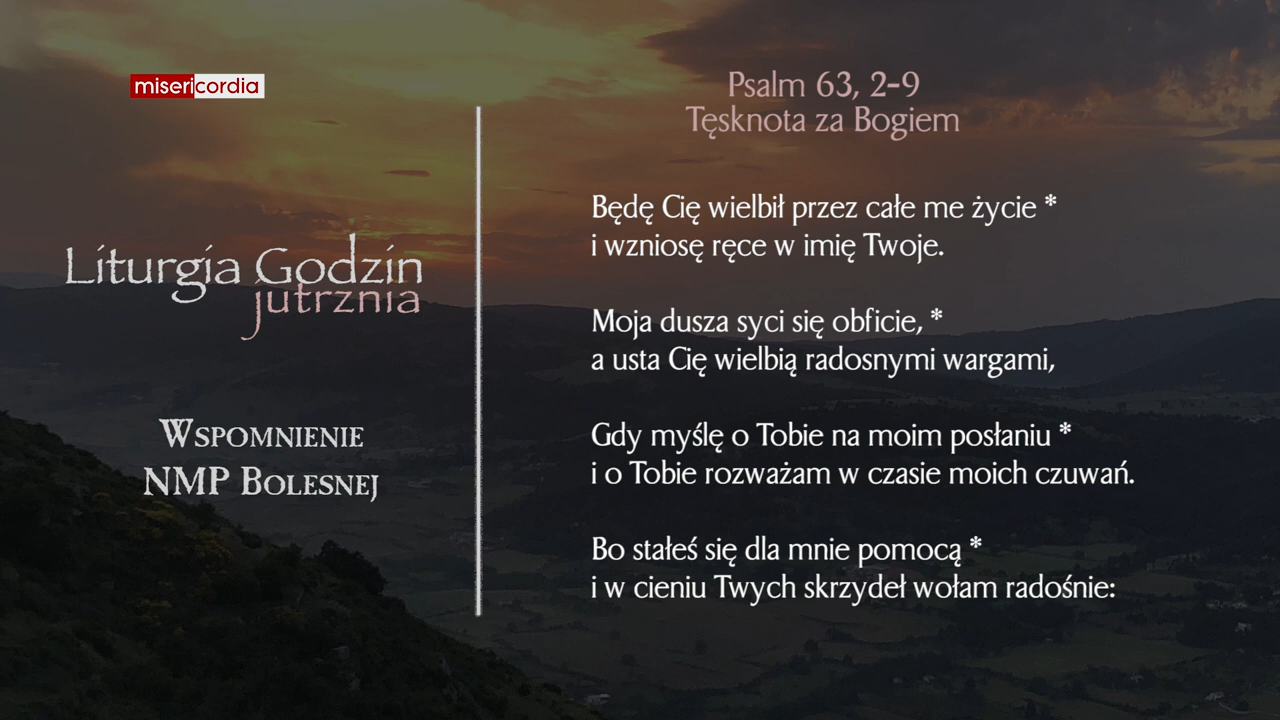 misericordia
Liturgia Godzin
jutrznia
Wspomnienie
NMP Bolesnej
Psalm 63, 2-9
Tęsknota za Bogiem
Będę Cię wielbił przez całe me życie *
i wzniosę ręce w imię Twoje.
Moja dusza syci się obficie, *
a usta Cię wielbią radosnymi wargami,
Gdy myślę o Tobie na moim posłaniu *
i o Tobie rozważam w czasie moich czuwań.
Bo stałeś się dla mnie pomocą *
i w cieniu Twych skrzydeł wołam radośnie: